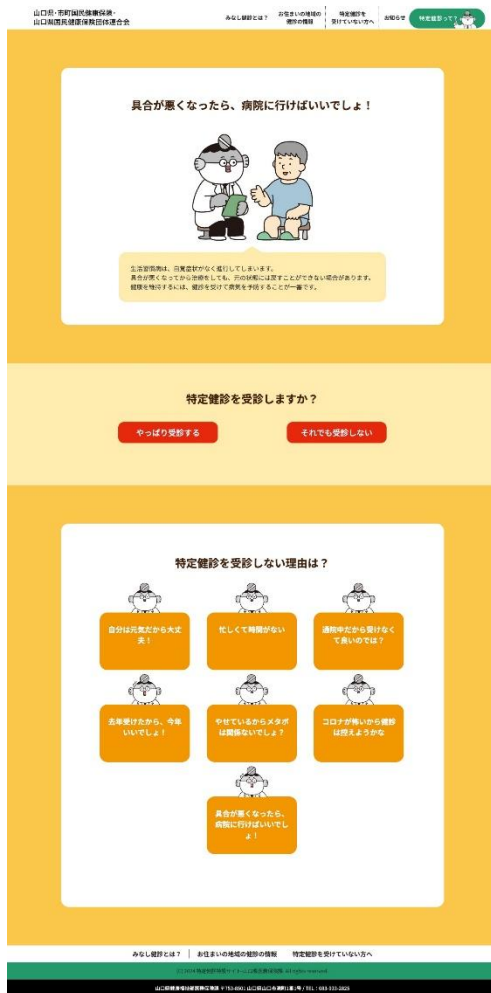 山口県・市町国民健康保険・
山口県国民健康保険団体連合会
みなし健診とは？
お住まいの地域の
健診の情報
特定健診を
受けていない方へ
お知らせ
特定健診って？
具合が悪くなったら、病院に行けばいいでしょ！
生活習慣病は、自覚症状がなく進行してしまいます。
具合が悪くなってから治療をしても、元の状態には戻すことができない場合があります。
健康を維持するには、健診を受けて病気を予防することが一番です。
特定健診を受診しますか？
やっぱり受診する
それでも受診しない
特定健診を受診しない理由は？
自分は元気だから大丈
夫！
忙しくて時間がない
通院中だから受けなく
て良いのでは？
去年受けたから、今年
いいでしょ！
やせているからメタボ
は関係ないでしょ？
コロナが怖いから健診
は控えようかな
具合が悪くなったら、
病院に行けばいいでし
ょ！
みなし健診とは？
お住まいの地域の健診の情報
特定健診を受けていない方へ